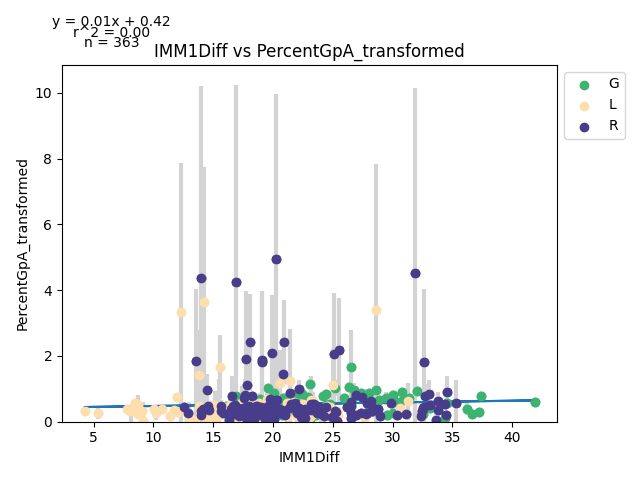 y = 0.01x + 0.42
r^2 = 0.00
n = 363
IMM1Diff vs PercentGpA_transformed
G
L
R
PercentGpA_transformed
10
8
6
4
2
0
5 10 15 20 25 30 35 40
IMM1Diff